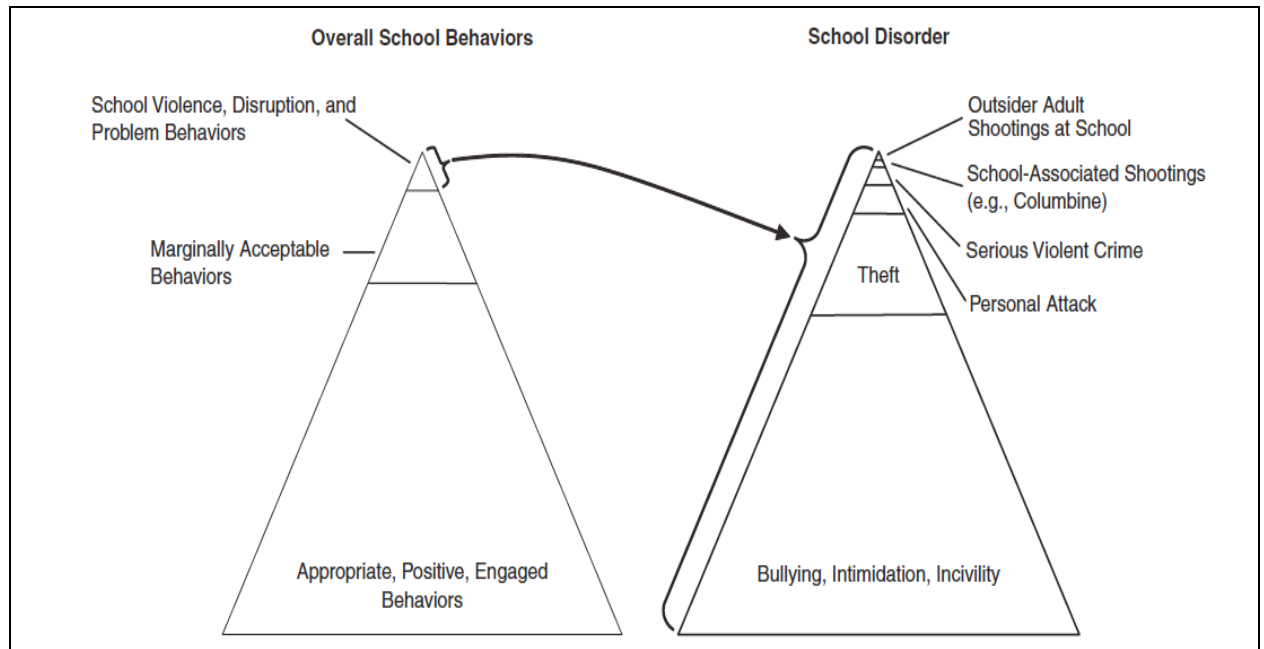 Overall School Behaviors
School Violence, Disruption, and
Problem Behaviors
Marginally Acceptable
Behaviors
Appropriate, Positive, Engaged
Behaviors
School Disorder
Outsider Adult
Shootings at School
School-Associated Shootings
(e.g., Columbine)
Serious Violent Crime
Personal Attack
Theft
Bullying, Intimidation, Incivility